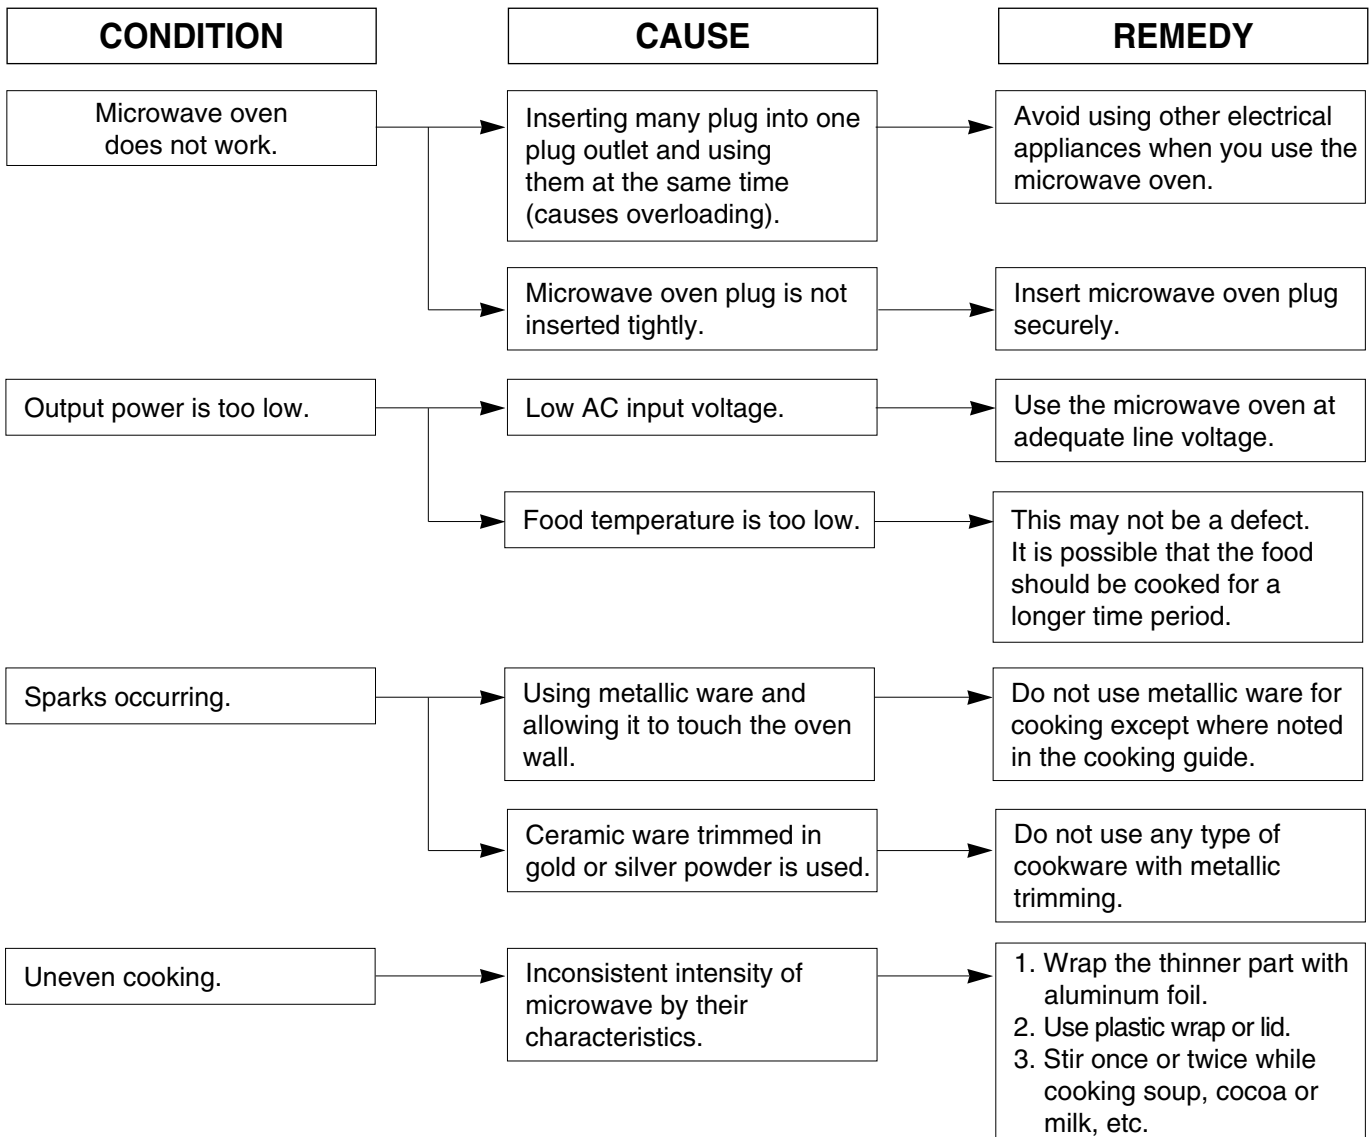 CONDITION
CAUSE
REMEDY
Microwave oven
does not work.
Inserting many plug into one
plug outlet and using
them at the same time
(causes overloading).
Avoid using other electrical
appliances when you use the
microwave oven.
Microwave oven plug is not
inserted tightly.
Insert microwave oven plug
securely.
Output power is too low.
Low AC input voltage.
Use the microwave oven at
adequate line voltage.
Food temperature is too low.
This may not be a defect.
It is possible that the food
should be cooked for a
longer time period.
Sparks occurring.
Using metallic ware and
allowing it to touch the oven
wall.
Do not use metallic ware for
cooking except where noted
in the cooking guide.
Ceramic ware trimmed in
gold or silver powder is used.
Do not use any type of
cookware with metallic
trimming.
Uneven cooking.
Inconsistent intensity of
microwave by their
characteristics.
1. Wrap the thinner part with
aluminum foil.
2. Use plastic wrap or lid.
3. Stir once or twice while
cooking soup, cocoa or
milk, etc.